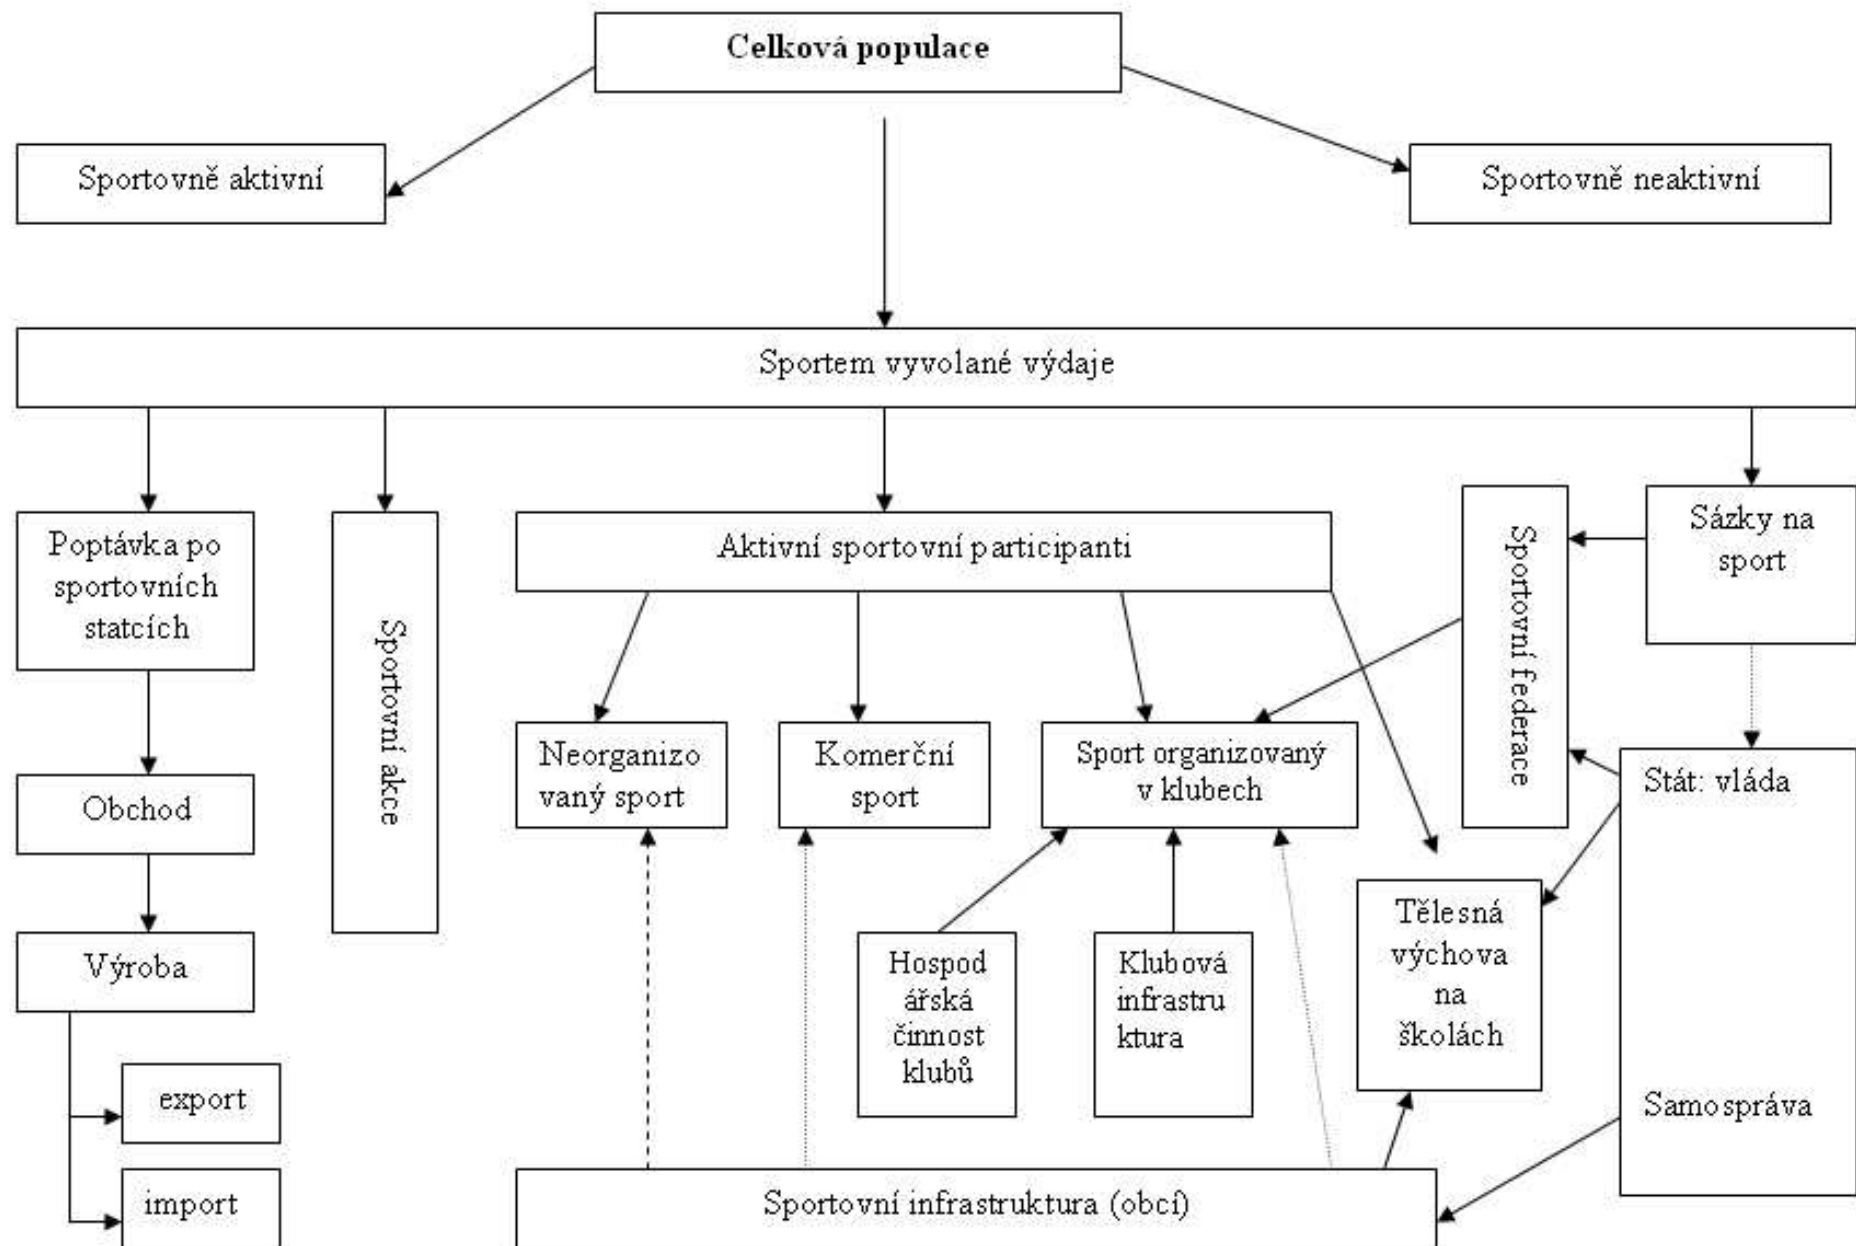 Celková populace
Sportovně aktivní
Sportovně neaktivní
Sportem vyvolané výdaje
Poptávka po
sportovních
statcích
Sportovní akce
Aktivní sportovní participanti
Sportovní federace
Sázky na
sport
Neorganizo
vaný sport
Komerční
sport
Sport organizovaný
v klubech
Stát: vláda
Obchod
Výroba
Hospod
ářská
činnost
klubů
Klubová
infrastru
ktura
Tělesná
výchova
na
školách
export
Samospráva
import
Sportovní infrastruktura (obcí)